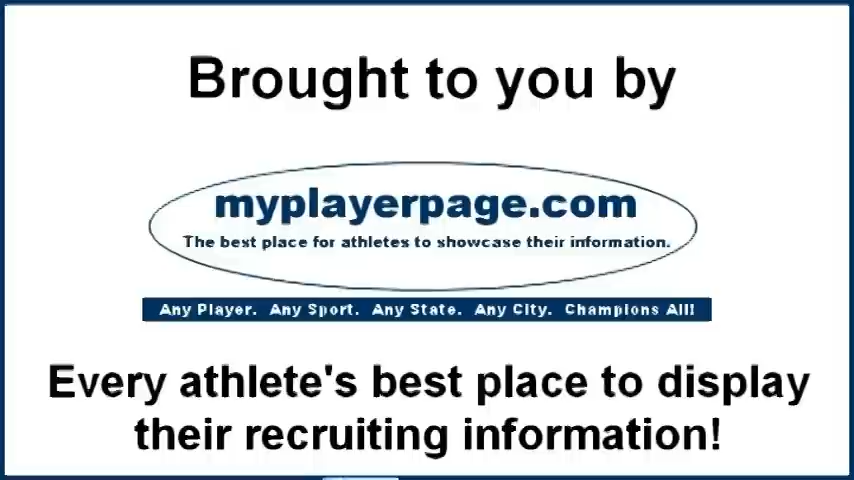 Brought to you by
myplayerpage.com
The best place for athletes to showcase their information.
Any Player. Any Sport. Any State. Any City. Champions All!
Every athlete's best place to display
their recruiting information!